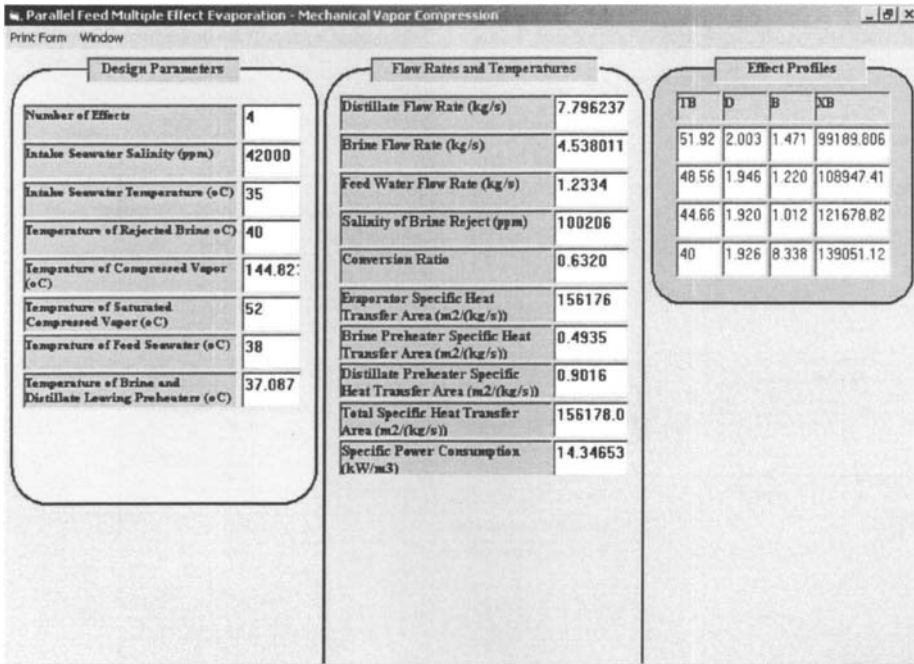 Parallel Feed Multiple Effect Evaporation - Mechanical Vapor Compression
Print Form Window
Design Parameters
Number of Effects 4
Intake Seawater Salinity (ppm) 42000
Intake Seawater Temperature (oC) 35
Temperature of Rejected Brine oC) 40
Temprature of Compressed Vapor 144.82
(oC)
Temprature of Saturated 52
Compressed Vapor (oC)
Temprature of Feed Seowater (oC) 38
Temperature of Brine and 37.087
Distillate Leaving Preheaters (oC)
Flow Rates and Temperatures
Distillate Flow Rate (kg/s) 7.796237
Brine Flow Rate (kg/s) 4.538011
Feed Water Flow Rate (kg/s) 1.2334
Salinity of Brine Reject (ppm) 100206
Conversion Ratio 0.6320
Evaporator Specific Heat 156176
Transfer Area (m2/(kg/s))
Brine Preheater Specific Heat 0.4935
Transfer Area (m2/(kg/s))
Distillate Preheater Specific 0.9016
Heat Transfer Area (m2/(kg/s))
Total Specific Heat Transfer 156178.0
Area (m2/(kg/s))
Specific Power Consumption 14.34653
(kW/m3)
Effect Profiles
TB D B XB
51.92 2.003 1.471 99189.806
48.56 1.946 1.220 108947.41
44.66 1.920 1.012 121678.82
40 1.926 8.338 139051.12